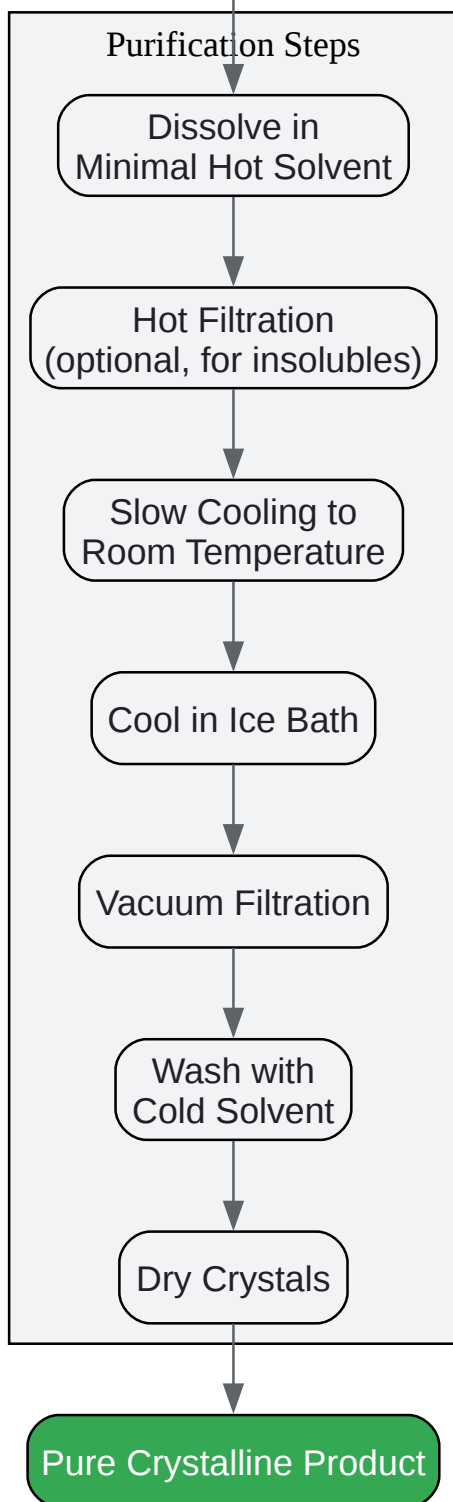 Purification Steps
Dissolve in
Minimal Hot Solvent
Hot Filtration
(optional, for insolubles)
Slow Cooling to
Room Temperature
Cool in Ice Bath
Vacuum Filtration
Wash with
Cold Solvent
Dry Crystals
Pure Crystalline Product